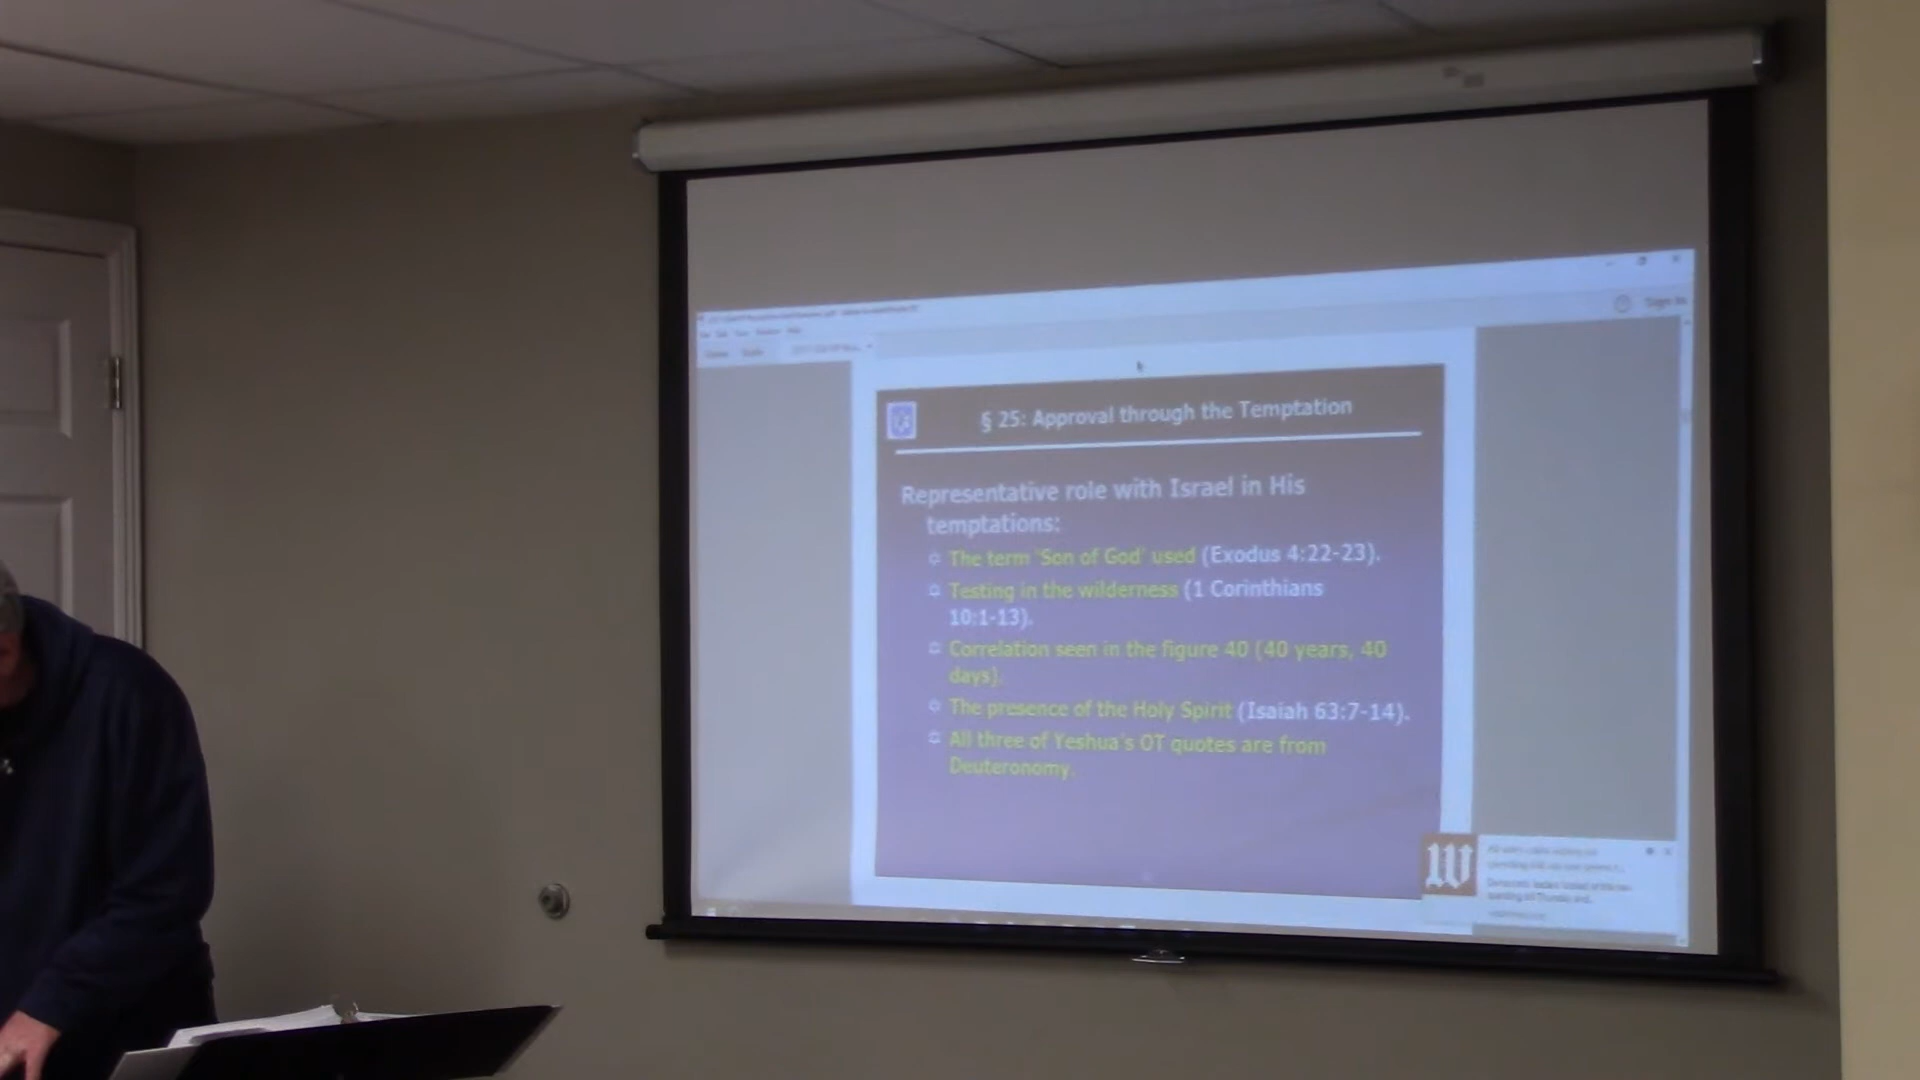 Sign In
§ 25: Approval through the Temptation
Representative role with Israel in His
temptations:
The term 'Son of God' used (Exodus 4:22-23).
Testing in the wilderness (1 Corinthians
10:1-13).
Correlation seen in the figure 40 (40 years, 40
days).
The presence of the Holy Spirit (Isaiah 63:7-14).
All three of Yeshua's OT quotes are from
Deuteronomy.
W